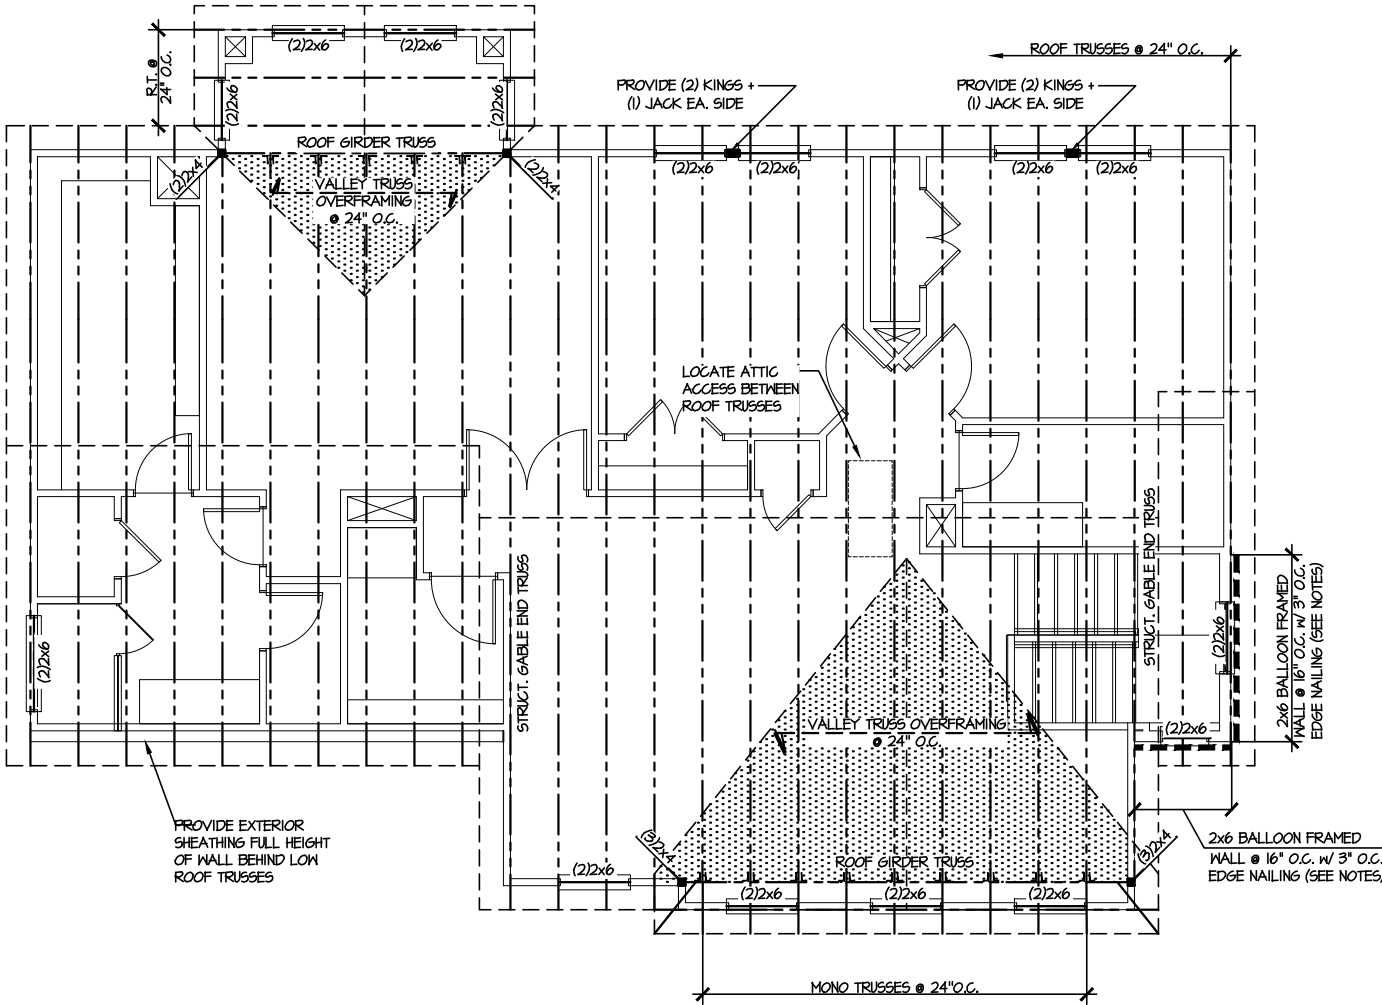 ROOF TRUSSES @ 24" O.C.
R.T. @
24" O.C.
(2)2x6
(2)2x6
PROVIDE (2) KINGS +
(1) JACK EA. SIDE
PROVIDE (2) KINGS +
(1) JACK EA. SIDE
(2)2x6
(2)2x6
ROOF GIRDER TRUSS
(2)2x4
(2)2x4
(2)2x6
(2)2x6
(2)2x6
(2)2x6
VALLEY TRUSS
OVERFRAMING
@ 24" O.C.
LOCATE ATTIC
ACCESS BETWEEN
ROOF TRUSSES
STRUCT. GABLE END TRUSS
STRUCT. GABLE END TRUSS
2x6 BALLOON FRAMED
WALL @ 16" O.C. W/ 3" O.C.
EDGE NAILING (SEE NOTES)
(2)2x6
(2)2x6
(2)2x6
VALLEY TRUSS OVERFRAMING
@ 24" O.C.
PROVIDE EXTERIOR
SHEATHING FULL HEIGHT
OF WALL BEHIND LOW
ROOF TRUSSES
(3)2x4
ROOF GIRDER TRUSS
(3)2x4
2x6 BALLOON FRAMED
WALL @ 16" O.C. W/ 3" O.C.
EDGE NAILING (SEE NOTES
(2)2x6
(2)2x6
(2)2x6
(2)2x6
MONO TRUSSES @ 24"O.C.